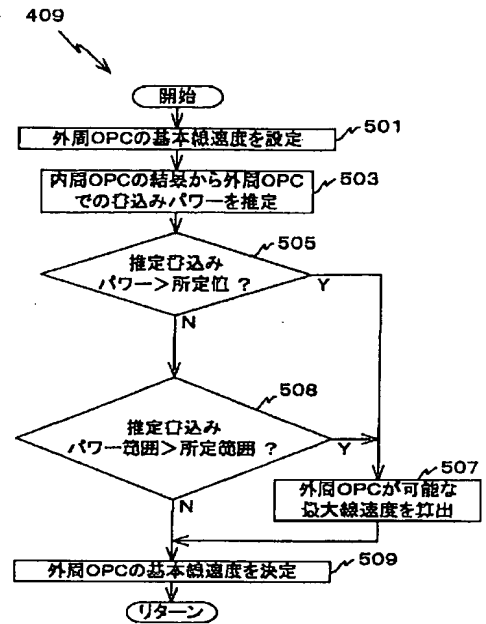 409
開始
外周OPCの基本線速度を設定
501
内周OPCの結果から外周OPC
での書込みパワーを推定
503
推定書込み
パワー>所定値 ?
505
Y
N
推定書込み
パワー範囲>所定範囲 ?
508
Y
N
外周OPCが可能な
最大線速度を算出
507
外周OPCの基本線速度を決定
509
リターン